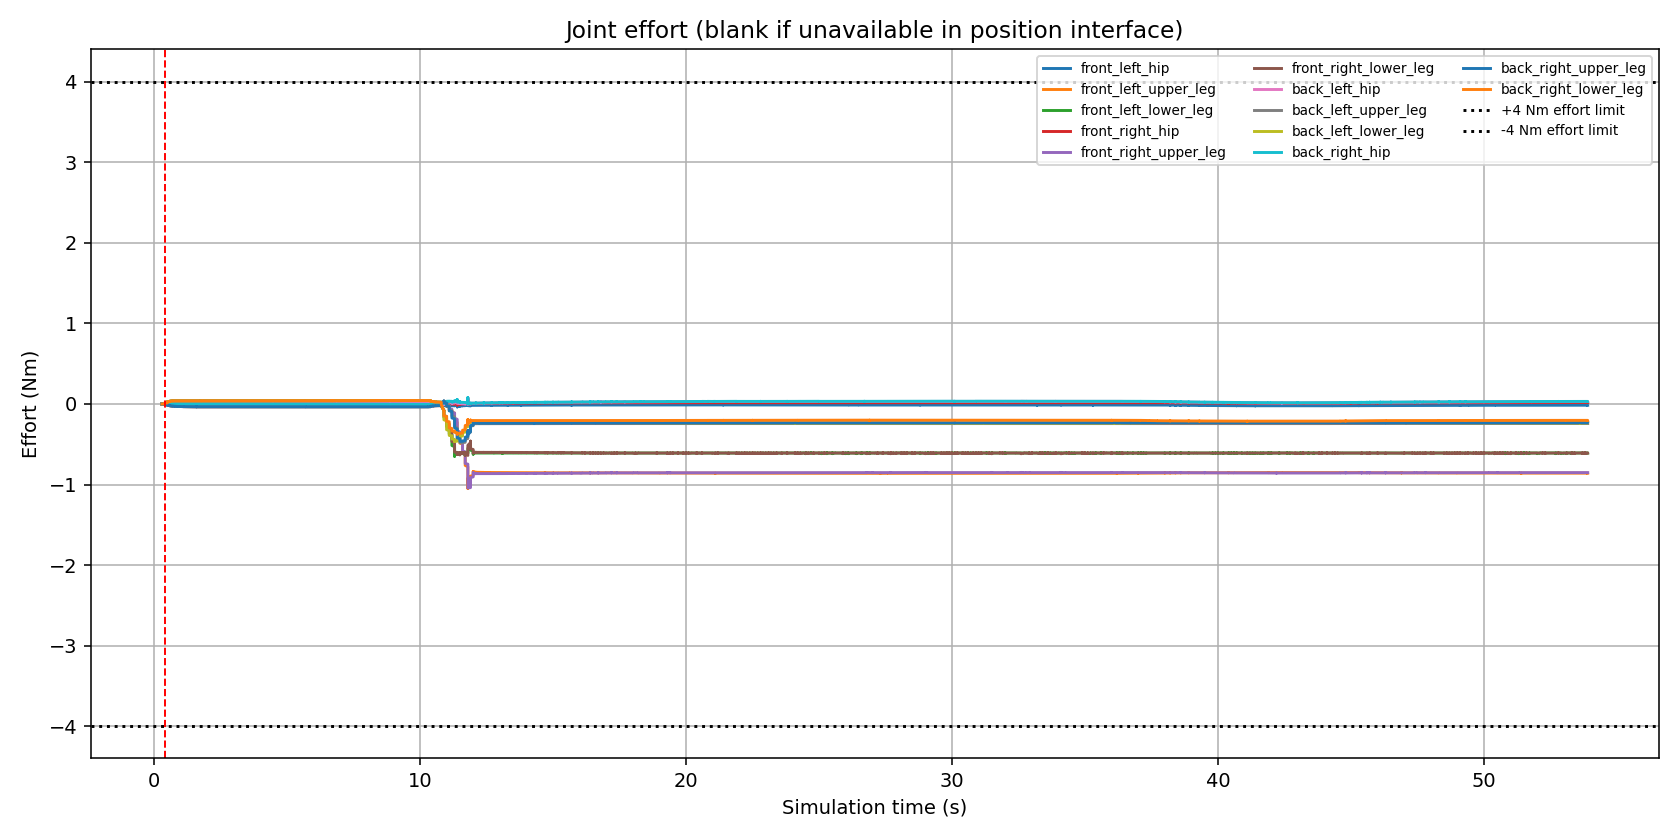 Joint effort (blank if unavailable in position interface)
front_left_hip
front_left_upper_leg
front_left_lower_leg
front_right_hip
front_right_upper_leg
front_right_lower_leg
back_left_hip
back_left_upper_leg
back_left_lower_leg
back_right_hip
back_right_upper_leg
back_right_lower_leg
+4 Nm effort limit
-4 Nm effort limit
Effort (Nm)
4
3
2
1
0
−1
−2
−3
−4
0 10 20 30 40 50
Simulation time (s)